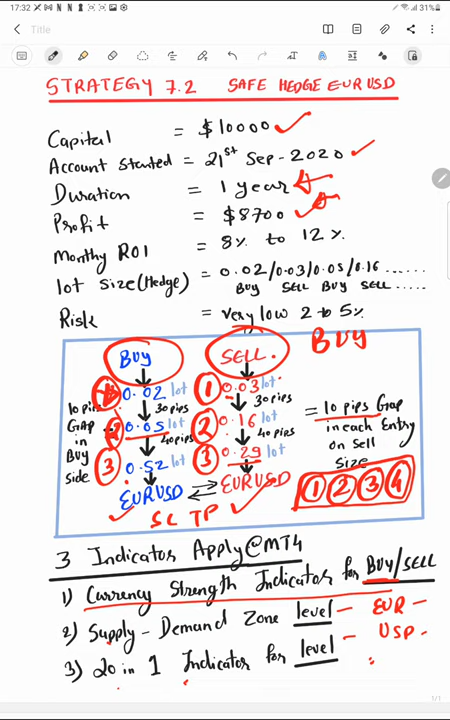 17:32
31%
Title
STRATEGY 7.2 SAFE HEDGE EURUSD
Capital = $10000
Account started = 21st Sep-2020
Duration = 1 year
Profit = $8700
Monthy ROI = 8% to 12%.
lot size(Hedge) = 0.02/0.03/0.05/0.16......
BUY SELL BUY SELL.....
Risk = very low 2 to 5%
BUY
BUY SELL.
1 0.02 lot 1 0.03 lot
30 pips 30 pips
2 0.05 lot 2 0.16 lot
40 pips 40 pips
3 0.52 lot 3 0.29 lot
EURUSD EURUSD
SL TP
10 pips
GAP
in
BUY
side
= 10 pips Gap
in each Entry
on Sell
Size
1 2 3 4
3 Indicator Apply@MT4
1) Currency Strength Indicator for BUY/SELL
2) Supply-Demand Zone level - EUR -
3) 20 in 1 Indicator for level - USP -
1/1